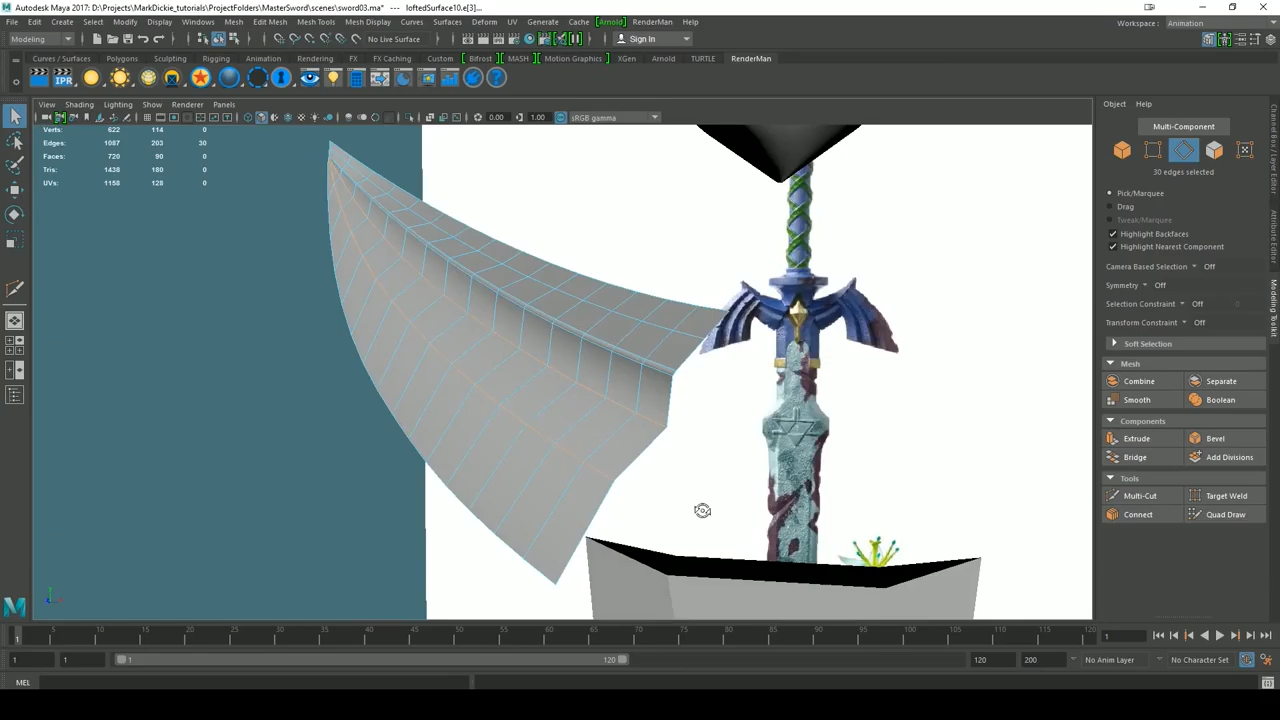 Autodesk Maya 2017: D:\Projects\MarkDickie_tutorials\ProjectFolders\MasterSword\scenes\sword03.ma* --- loftedSurface10.e[3]...
File Edit Create Select Modify Display Windows Mesh Edit Mesh Mesh Tools Mesh Display Curves Surfaces Deform UV Generate Cache [Arnold] RenderMan Help Workspace : Animation
Modeling No Live Surface Sign In
Curves / Surfaces Polygons Sculpting Rigging Animation Rendering FX FX Caching Custom Bifrost MASH Motion Graphics XGen Arnold TURTLE RenderMan
IPR
View Shading Lighting Show Renderer Panels
0.00 1.00 sRGB gamma
Verts: 622 114 0
Edges: 1087 203 30
Faces: 720 90 0
Tris: 1438 180 0
UVs: 1158 128 0
Object Help
Multi-Component
30 edges selected
Pick/Marquee
Drag
Tweak/Marquee
Highlight Backfaces
Highlight Nearest Component
Camera Based Selection Off
Symmetry Off
Selection Constraint Off 0
Transform Constraint Off
Soft Selection
Mesh
Combine Separate
Smooth Boolean
Components
Extrude Bevel
Bridge Add Divisions
Tools
Multi-Cut Target Weld
Connect Quad Draw
Channel Box / Layer Editor
Attribute Editor
Modeling Toolkit
5 10 15 20 25 30 35 40 45 50 55 60 65 70 75 80 85 90 95 100 105 110 115 120
1 1
1 1 1 120 120 200 No Anim Layer No Character Set
MEL